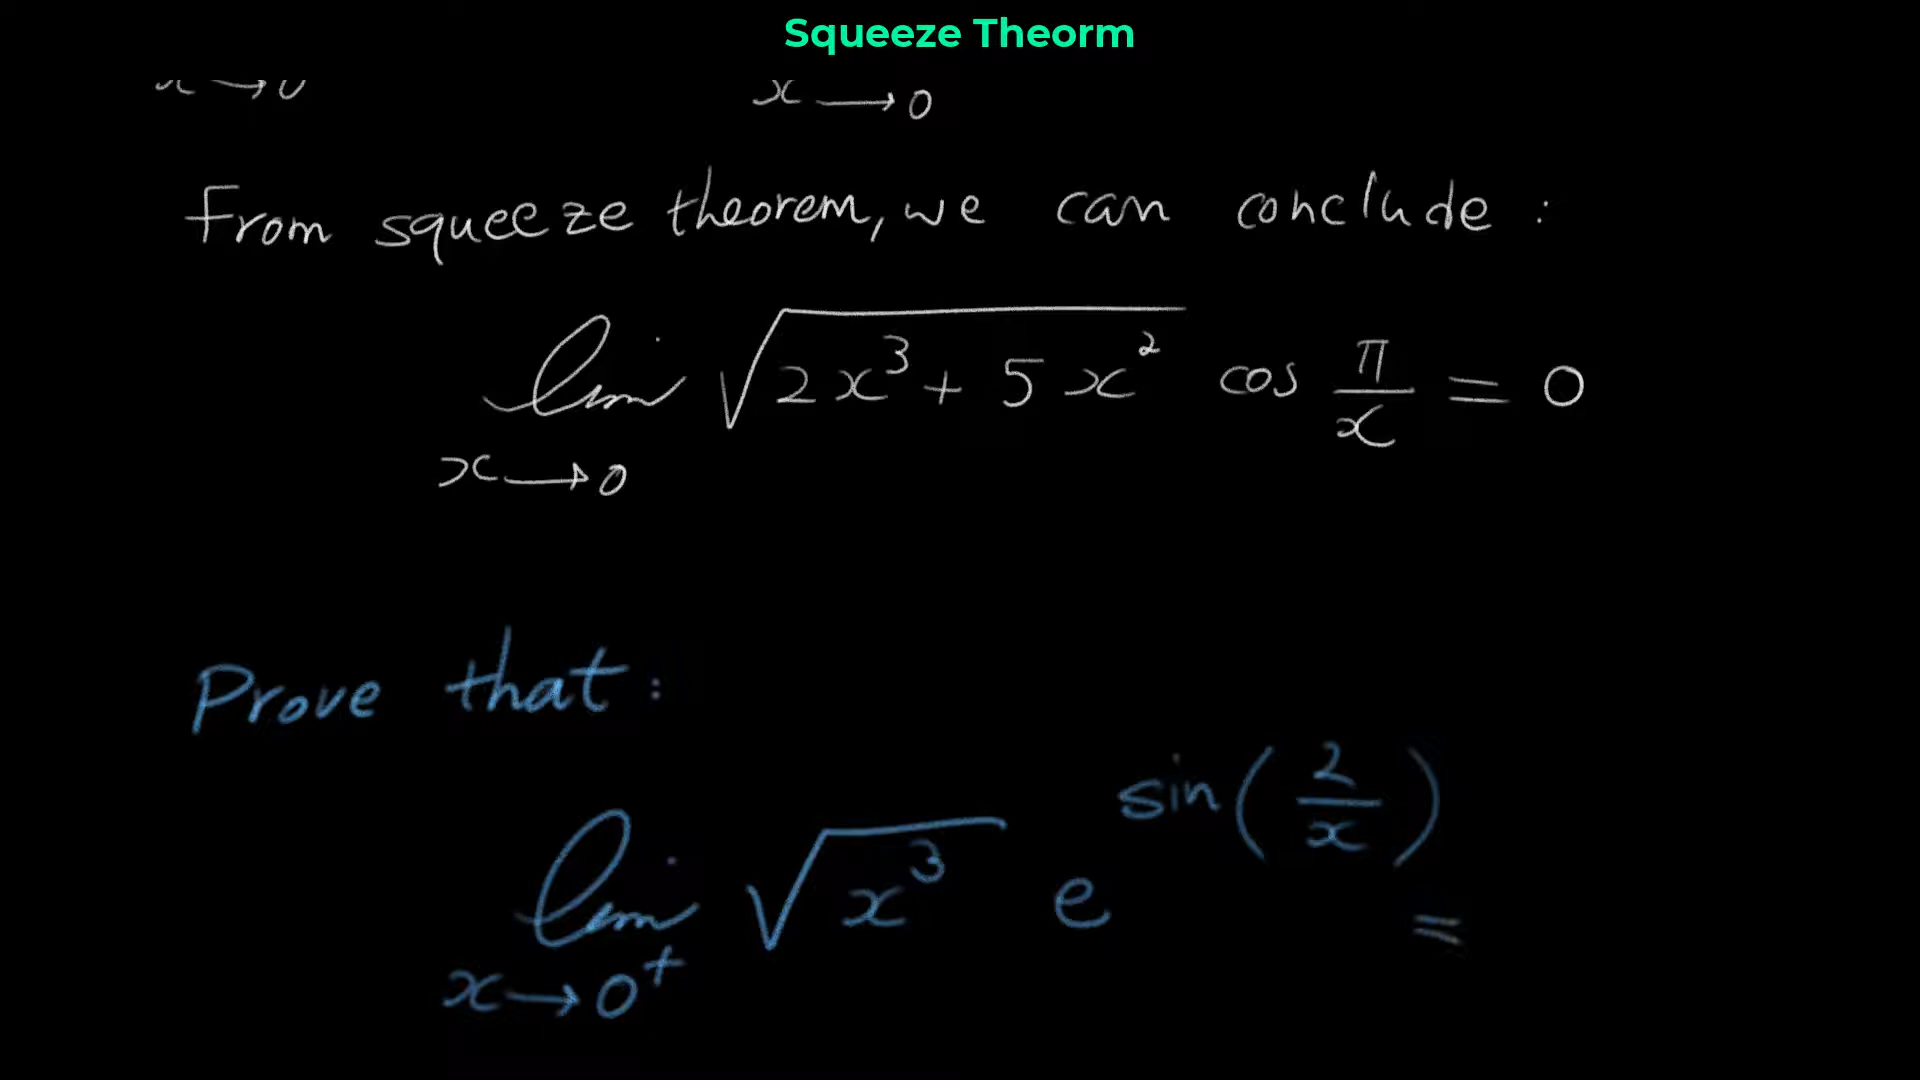 Squeeze Theorm
x → 0 x → 0
From squeeze theorem, we can conclude :
lim √(2x³ + 5x²) cos π/x = 0
x → 0
Prove that :
lim √(x³) e^sin(2/x) =
x → 0⁺